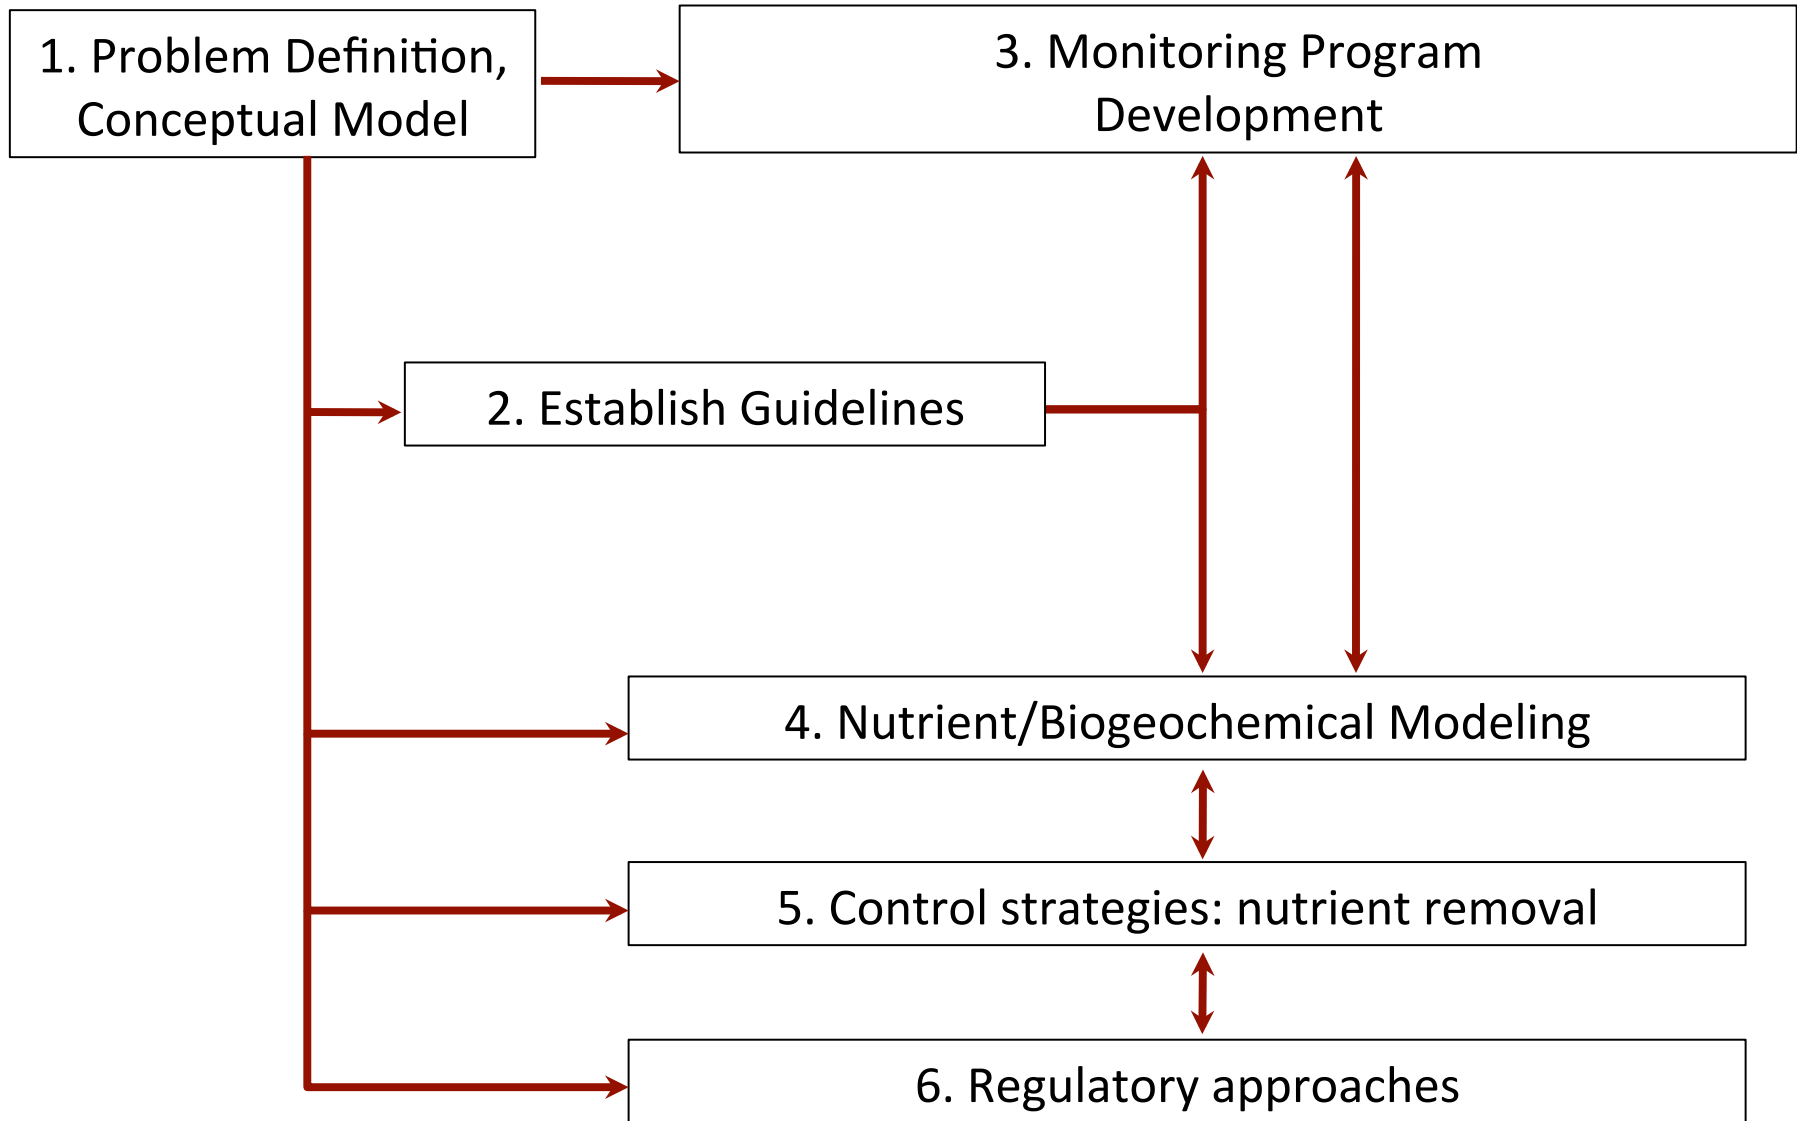 1. Problem Definition,
Conceptual Model
3. Monitoring Program
Development
2. Establish Guidelines
4. Nutrient/Biogeochemical Modeling
5. Control strategies: nutrient removal
6. Regulatory approaches